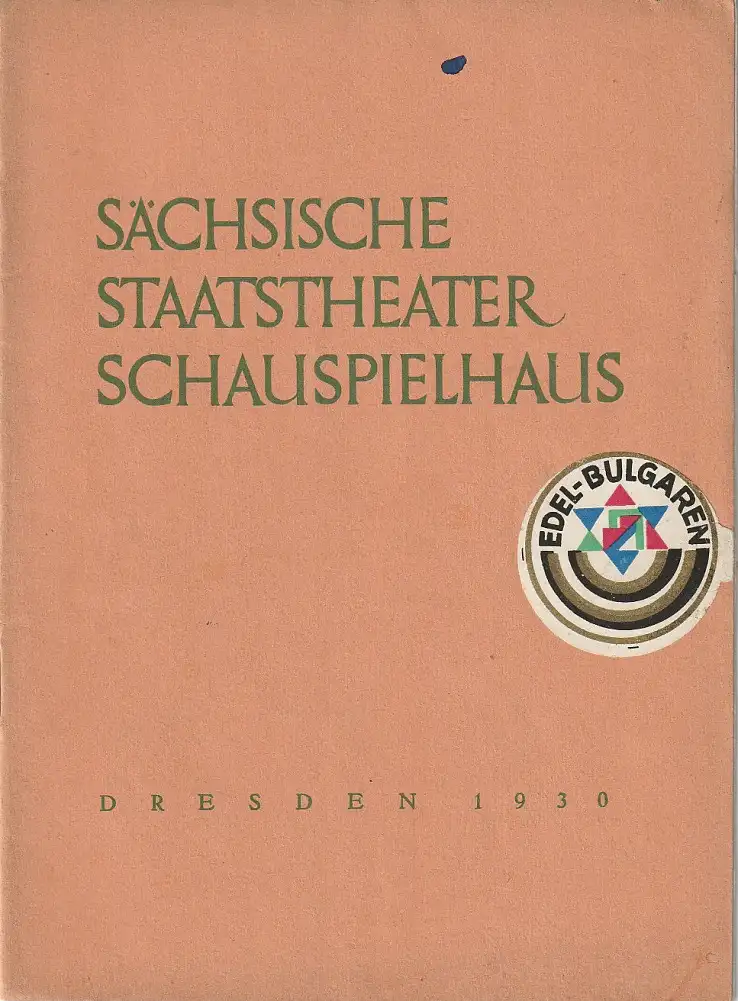 SÄCHSISCHE
STAATSTHEATER
SCHAUSPIELHAUS
EDEL-BULGAREN
DRESDEN 1930